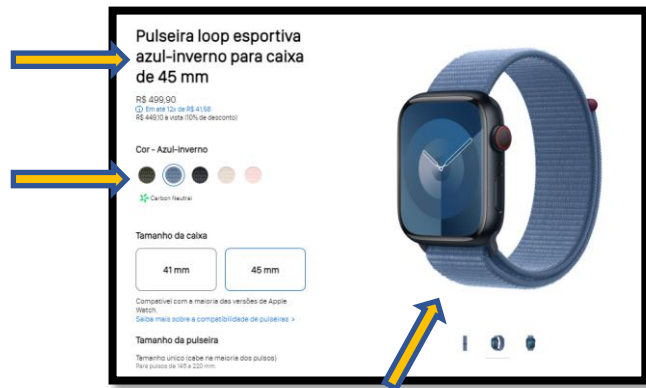 Pulseira loop esportiva
azul-inverno para caixa
de 45 mm
R$ 499,90
Em até 12x de R$ 41,66
R$ 449,10 à vista (10% de desconto)
Cor – Azul-inverno
Carbon Neutral
Tamanho da caixa
41 mm
45 mm
Compatível com a maioria das versões de Apple
Watch.
Saiba mais sobre a compatibilidade de pulseiras >
Tamanho da pulseira
Tamanho único (cabe na maioria dos pulsos)
Para pulsos de 145 a 220 mm.